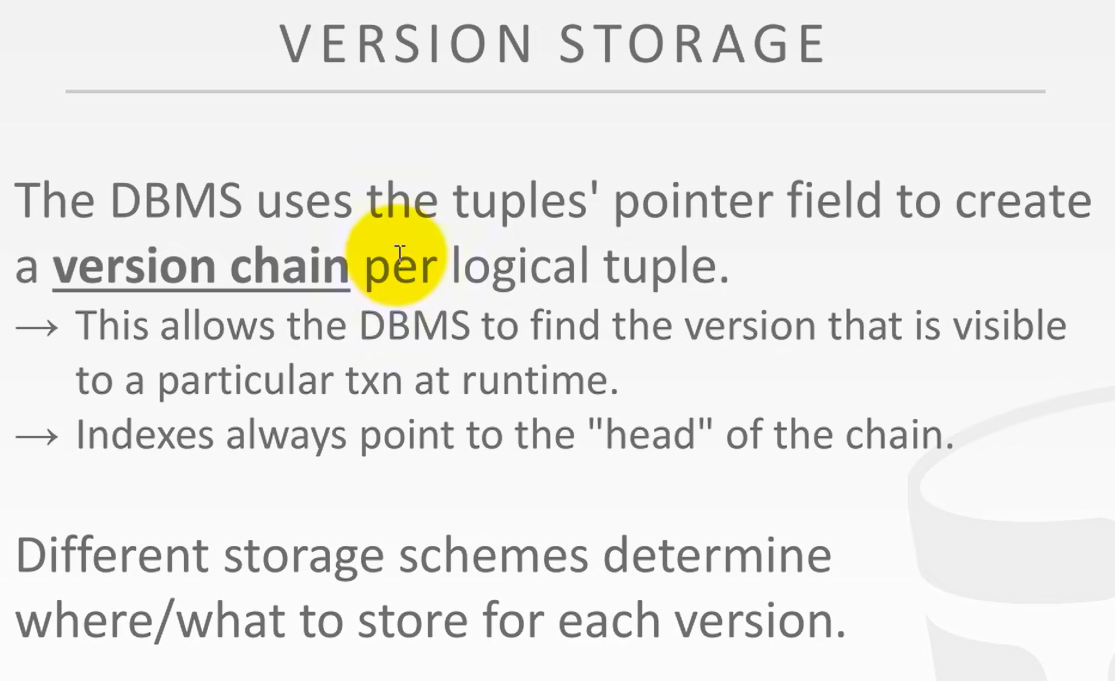 VERSION STORAGE
The DBMS uses the tuples' pointer field to create
a version chain per logical tuple.
→ This allows the DBMS to find the version that is visible
to a particular txn at runtime.
→ Indexes always point to the "head" of the chain.
Different storage schemes determine
where/what to store for each version.